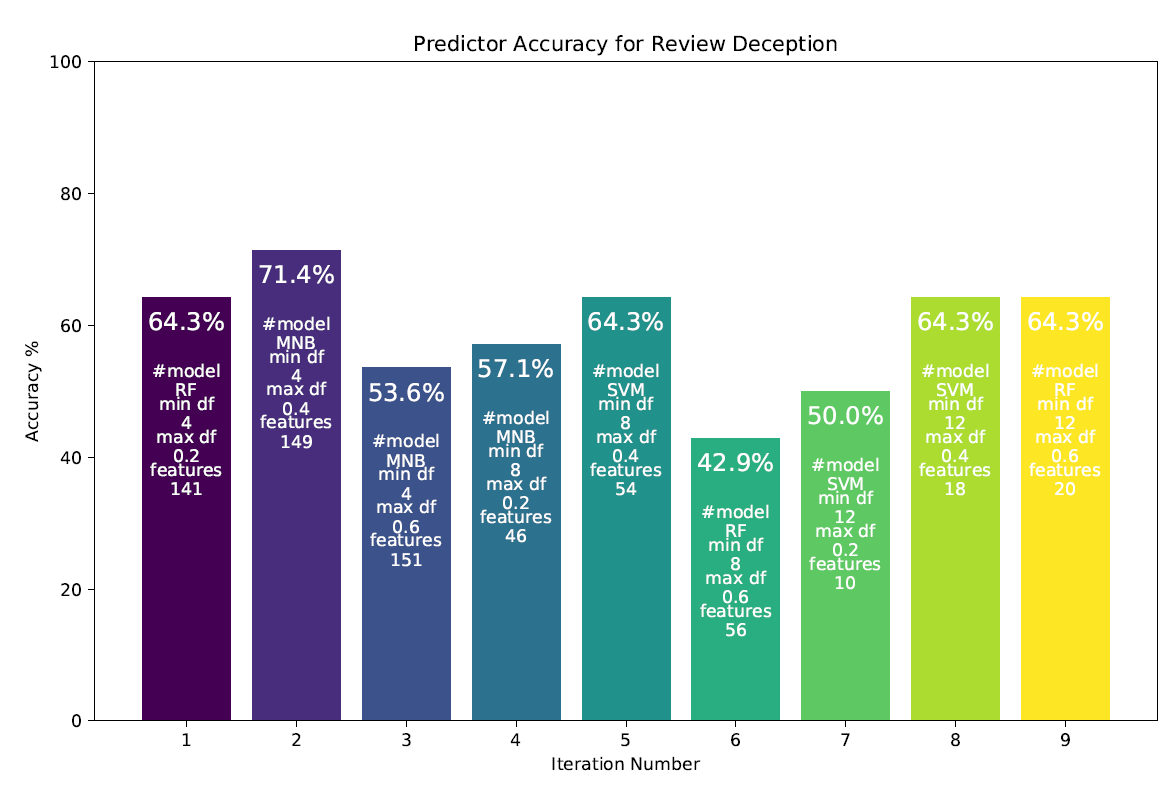 Predictor Accuracy for Review Deception
Accuracy %
100
80
60
40
20
0
64.3%
#model
RF
min df
4
max df
0.2
features
141
71.4%
#model
MNB
min df
4
max df
0.4
features
149
53.6%
#model
MNB
min df
4
max df
0.6
features
151
57.1%
#model
MNB
min df
8
max df
0.2
features
46
64.3%
#model
SVM
min df
8
max df
0.4
features
54
42.9%
#model
RF
min df
8
max df
0.6
features
56
50.0%
#model
SVM
min df
12
max df
0.2
features
10
64.3%
#model
SVM
min df
12
max df
0.4
features
18
64.3%
#model
RF
min df
12
max df
0.6
features
20
1 2 3 4 5 6 7 8 9
Iteration Number